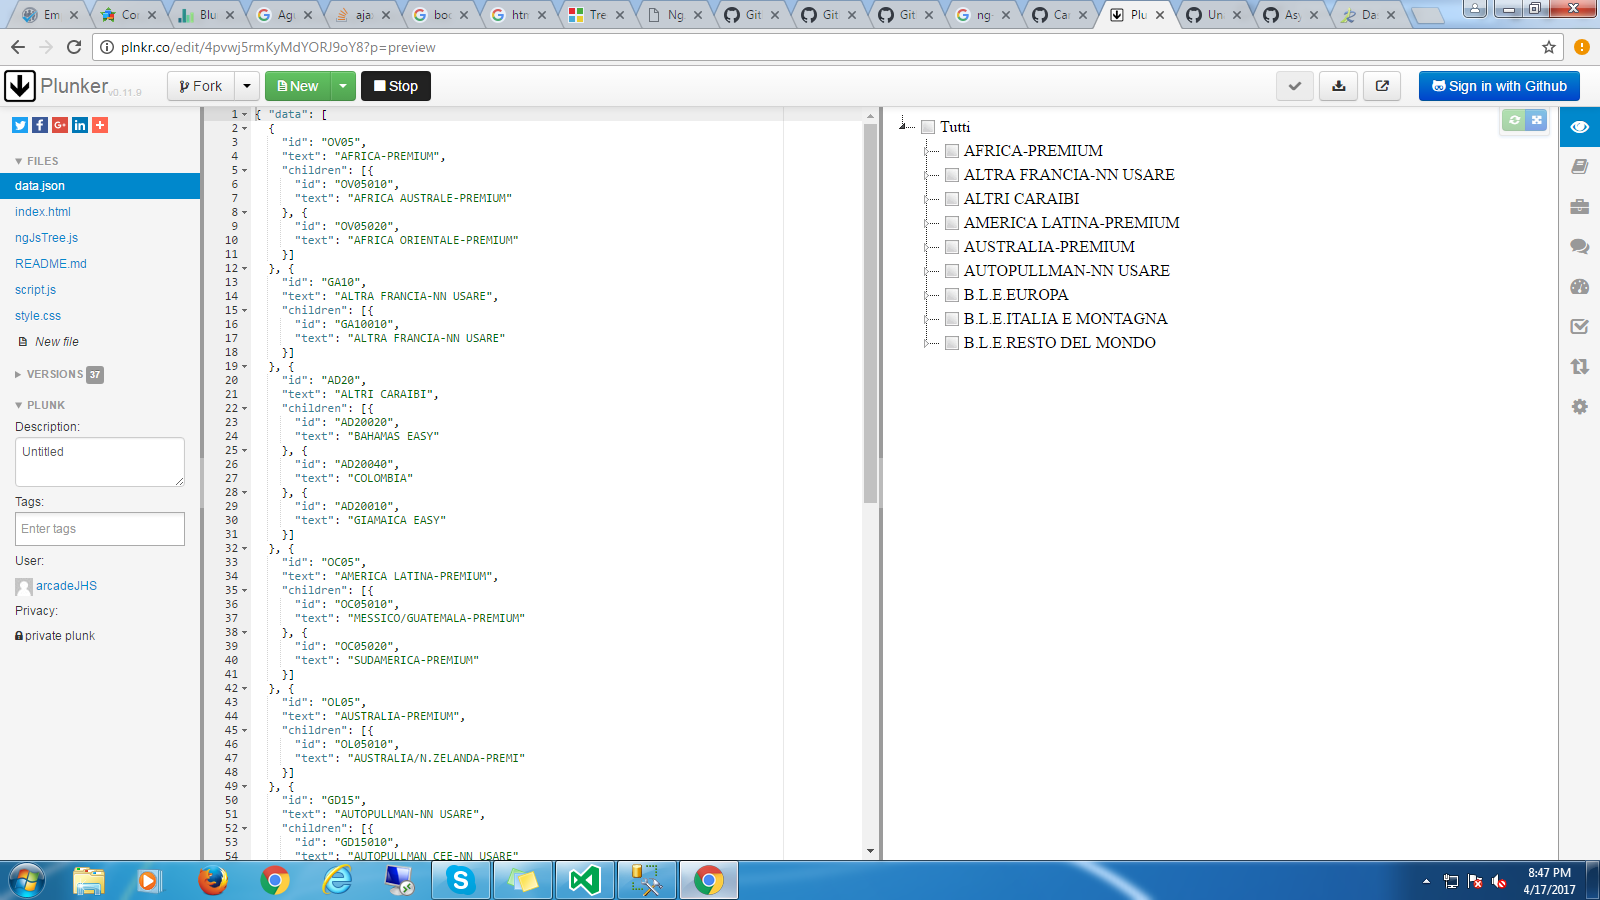 Em
Cor
Blu
Agu
ajax
boo
htm
Tre
Ng
Git
Git
Git
ng-
Car
Plu
Un
Asy
Da
plnkr.co/edit/4pvwj5rmKyMdYORJ9oY8?p=preview
Plunker v0.11.9
Fork
New
Stop
Sign in with Github
FILES
data.json
index.html
ngJsTree.js
README.md
script.js
style.css
New file
VERSIONS 37
PLUNK
Description:
Untitled
Tags:
Enter tags
User:
arcadeJHS
Privacy:
private plunk
1 { "data": [
2 {
3 "id": "OV05",
4 "text": "AFRICA-PREMIUM",
5 "children": [{
6 "id": "OV05010",
7 "text": "AFRICA AUSTRALE-PREMIUM"
8 }, {
9 "id": "OV05020",
10 "text": "AFRICA ORIENTALE-PREMIUM"
11 }]
12 }, {
13 "id": "GA10",
14 "text": "ALTRA FRANCIA-NN USARE",
15 "children": [{
16 "id": "GA10010",
17 "text": "ALTRA FRANCIA-NN USARE"
18 }]
19 }, {
20 "id": "AD20",
21 "text": "ALTRI CARAIBI",
22 "children": [{
23 "id": "AD20020",
24 "text": "BAHAMAS EASY"
25 }, {
26 "id": "AD20040",
27 "text": "COLOMBIA"
28 }, {
29 "id": "AD20010",
30 "text": "GIAMAICA EASY"
31 }]
32 }, {
33 "id": "OC05",
34 "text": "AMERICA LATINA-PREMIUM",
35 "children": [{
36 "id": "OC05010",
37 "text": "MESSICO/GUATEMALA-PREMIUM"
38 }, {
39 "id": "OC05020",
40 "text": "SUDAMERICA-PREMIUM"
41 }]
42 }, {
43 "id": "OL05",
44 "text": "AUSTRALIA-PREMIUM",
45 "children": [{
46 "id": "OL05010",
47 "text": "AUSTRALIA/N.ZELANDA-PREMI"
48 }]
49 }, {
50 "id": "GD15",
51 "text": "AUTOPULLMAN-NN USARE",
52 "children": [{
53 "id": "GD15010",
54 "text": "AUTOPULLMAN CEE-NN USARE"
Tutti
AFRICA-PREMIUM
ALTRA FRANCIA-NN USARE
ALTRI CARAIBI
AMERICA LATINA-PREMIUM
AUSTRALIA-PREMIUM
AUTOPULLMAN-NN USARE
B.L.E.EUROPA
B.L.E.ITALIA E MONTAGNA
B.L.E.RESTO DEL MONDO
8:47 PM
4/17/2017